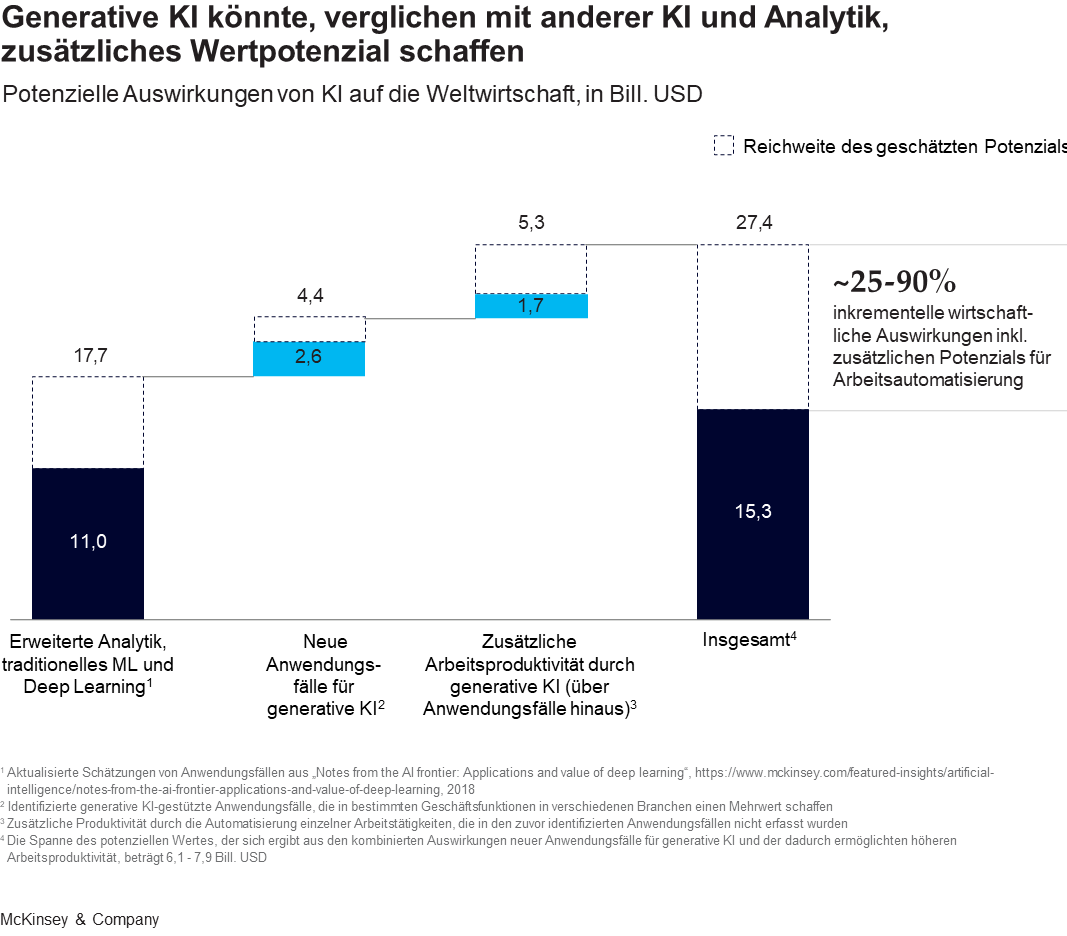 Generative KI könnte, verglichen mit anderer KI und Analytik,
zusätzliches Wertpotenzial schaffen
Potenzielle Auswirkungen von KI auf die Weltwirtschaft, in Bill. USD
Reichweite des geschätzten Potenzials
5,3
27,4
~25-90%
inkrementelle wirtschaft-
liche Auswirkungen inkl.
zusätzlichen Potenzials für
Arbeitsautomatisierung
4,4
1,7
17,7
2,6
11,0
15,3
Erweiterte Analytik,
traditionelles ML und
Deep Learning¹
Neue
Anwendungs-
fälle für
generative KI²
Zusätzliche
Arbeitsproduktivität durch
generative KI (über
Anwendungsfälle hinaus)³
Insgesamt⁴
¹ Aktualisierte Schätzungen von Anwendungsfällen aus „Notes from the AI frontier: Applications and value of deep learning“, https://www.mckinsey.com/featured-insights/artificial-
intelligence/notes-from-the-ai-frontier-applications-and-value-of-deep-learning, 2018
² Identifizierte generative KI-gestützte Anwendungsfälle, die in bestimmten Geschäftsfunktionen in verschiedenen Branchen einen Mehrwert schaffen
³ Zusätzliche Produktivität durch die Automatisierung einzelner Arbeitstätigkeiten, die in den zuvor identifizierten Anwendungsfällen nicht erfasst wurden
⁴ Die Spanne des potenziellen Wertes, der sich ergibt aus den kombinierten Auswirkungen neuer Anwendungsfälle für generative KI und der dadurch ermöglichten höheren
Arbeitsproduktivität, beträgt 6,1 - 7,9 Bill. USD
McKinsey & Company